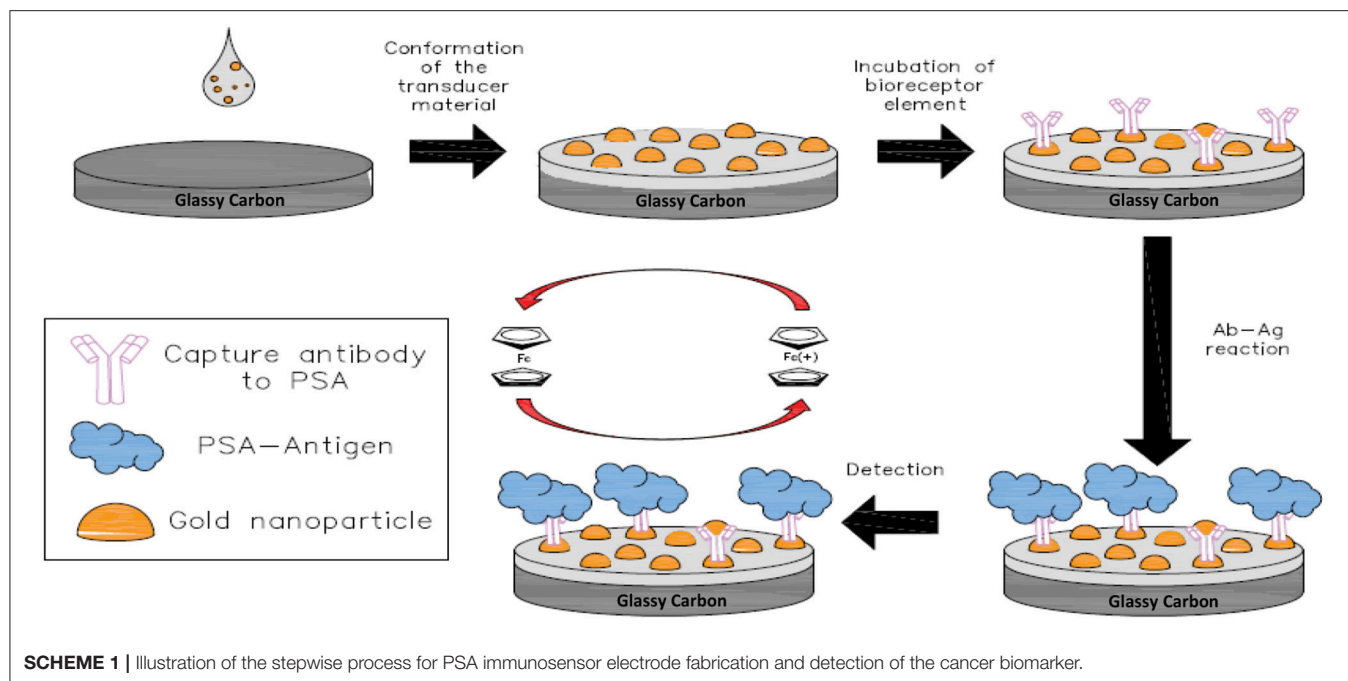 Conformation
of the
transducer
material
Incubation of
bioreceptor
element
Glassy Carbon
Glassy Carbon
Glassy Carbon
Capture antibody
to PSA
PSA-Antigen
Gold nanoparticle
Fc
Fc(+)
Ab-Ag
reaction
Detection
Glassy Carbon
Glassy Carbon
SCHEME 1 | Illustration of the stepwise process for PSA immunosensor electrode fabrication and detection of the cancer biomarker.